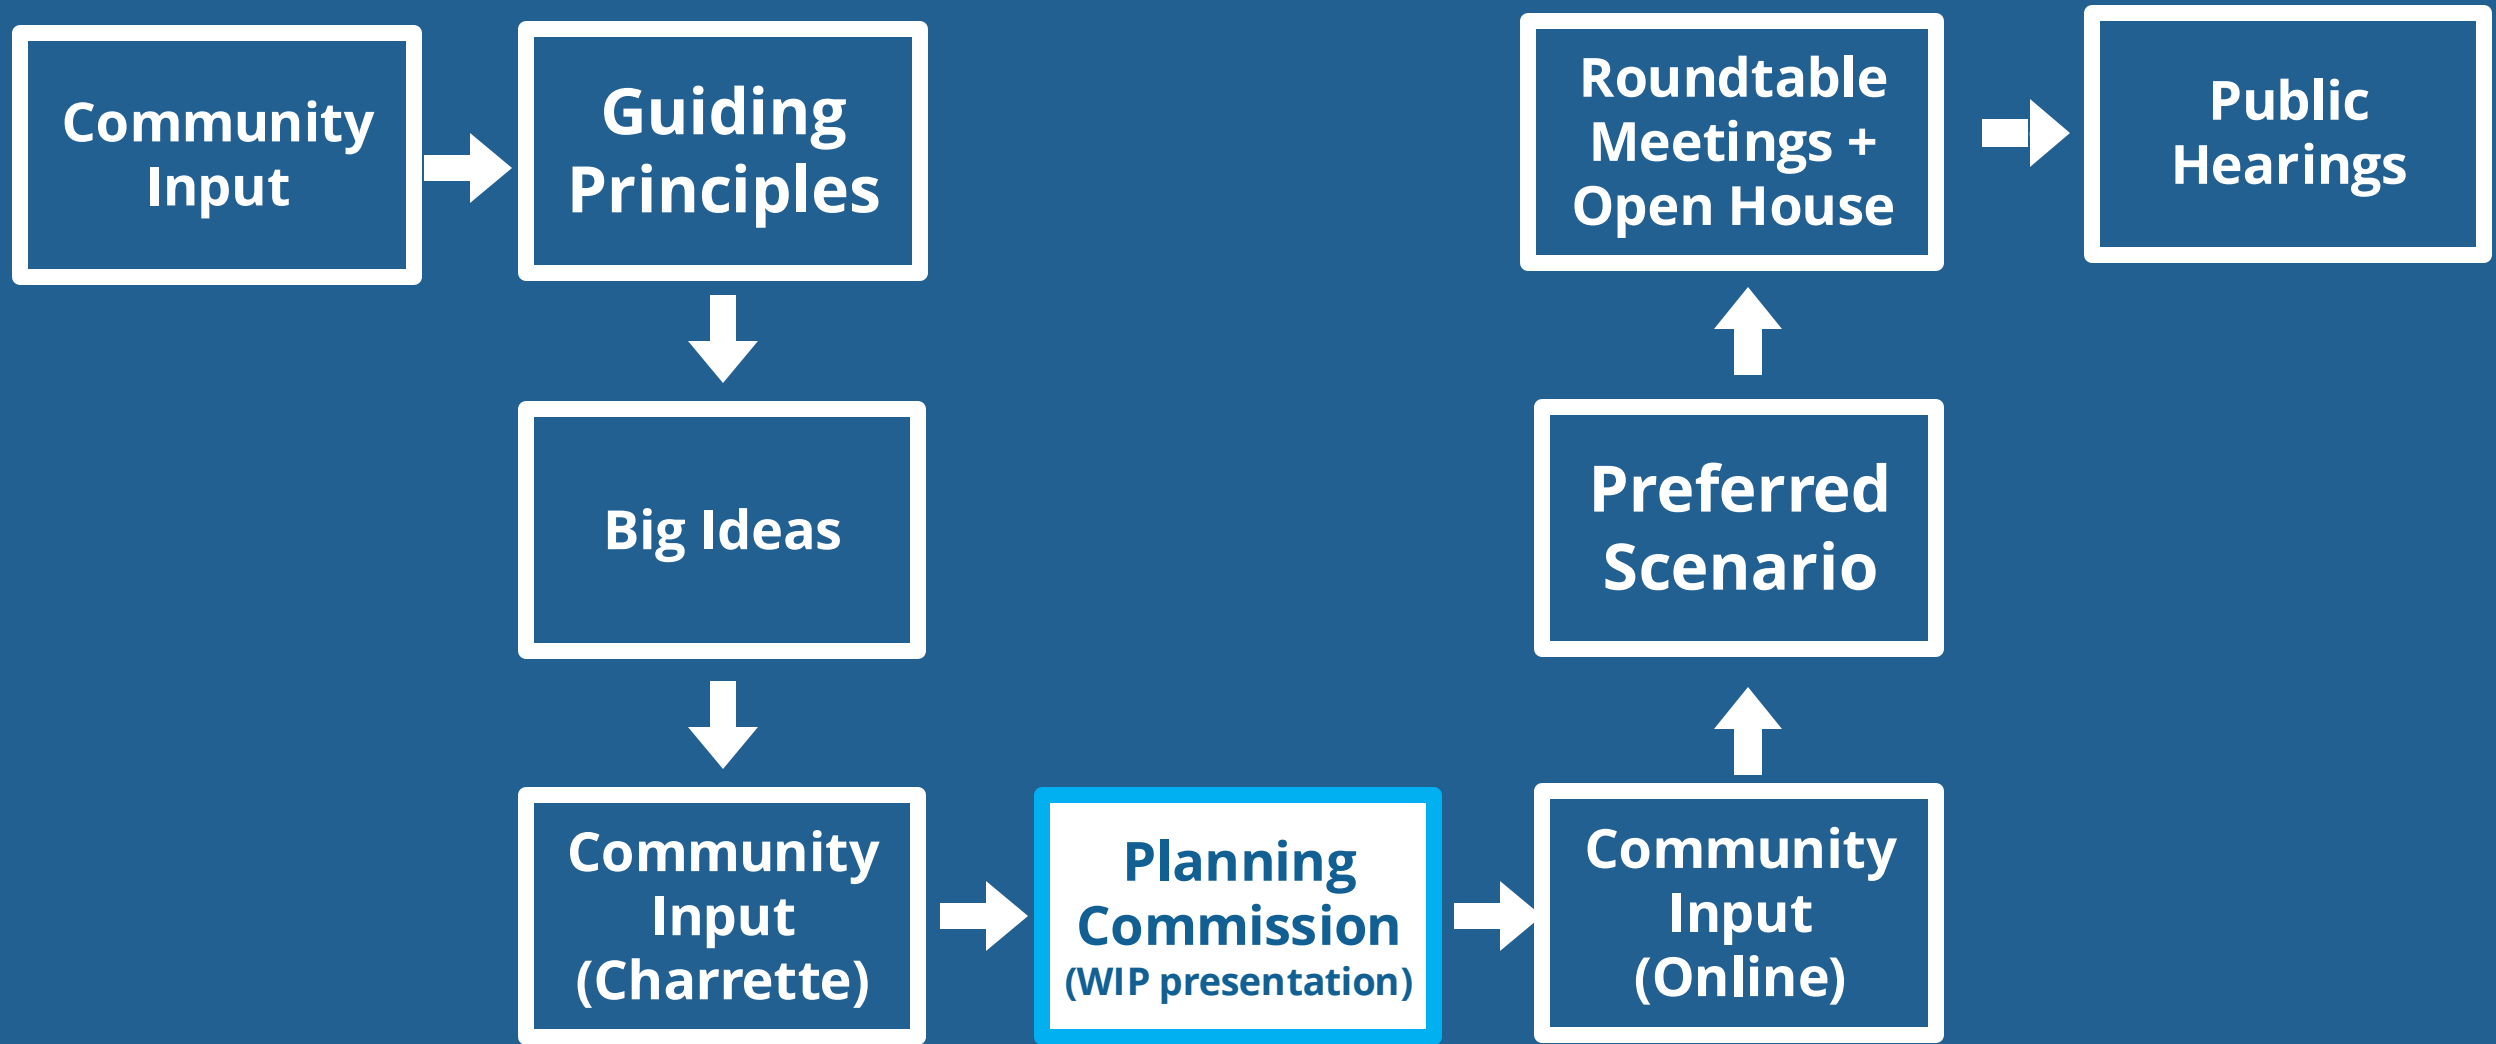 Community
Input
Guiding
Principles
Big Ideas
Community
Input
(Charrette)
Planning
Commission
(WIP presentation)
Community
Input
(Online)
Preferred
Scenario
Roundtable
Meetings +
Open House
Public
Hearings